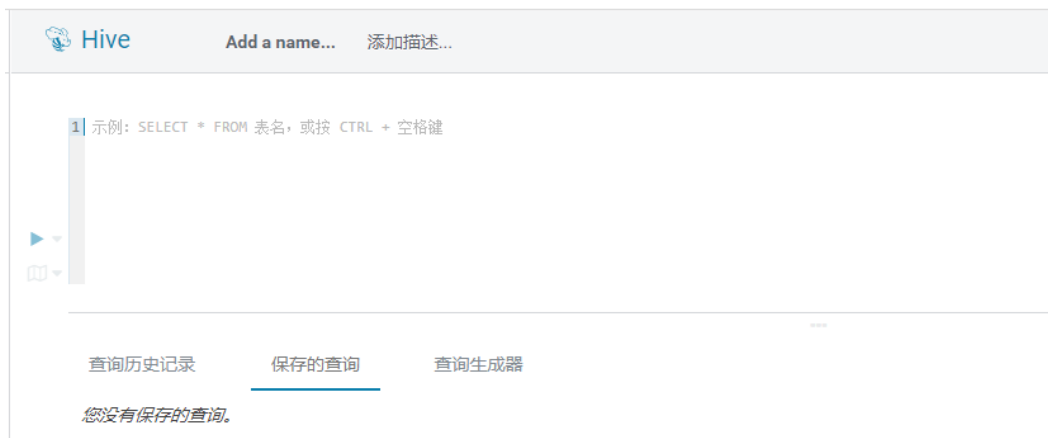 Hive Add a name... 添加描述...
1 示例: SELECT * FROM 表名，或按 CTRL + 空格键
查询历史记录 保存的查询 查询生成器
您没有保存的查询。